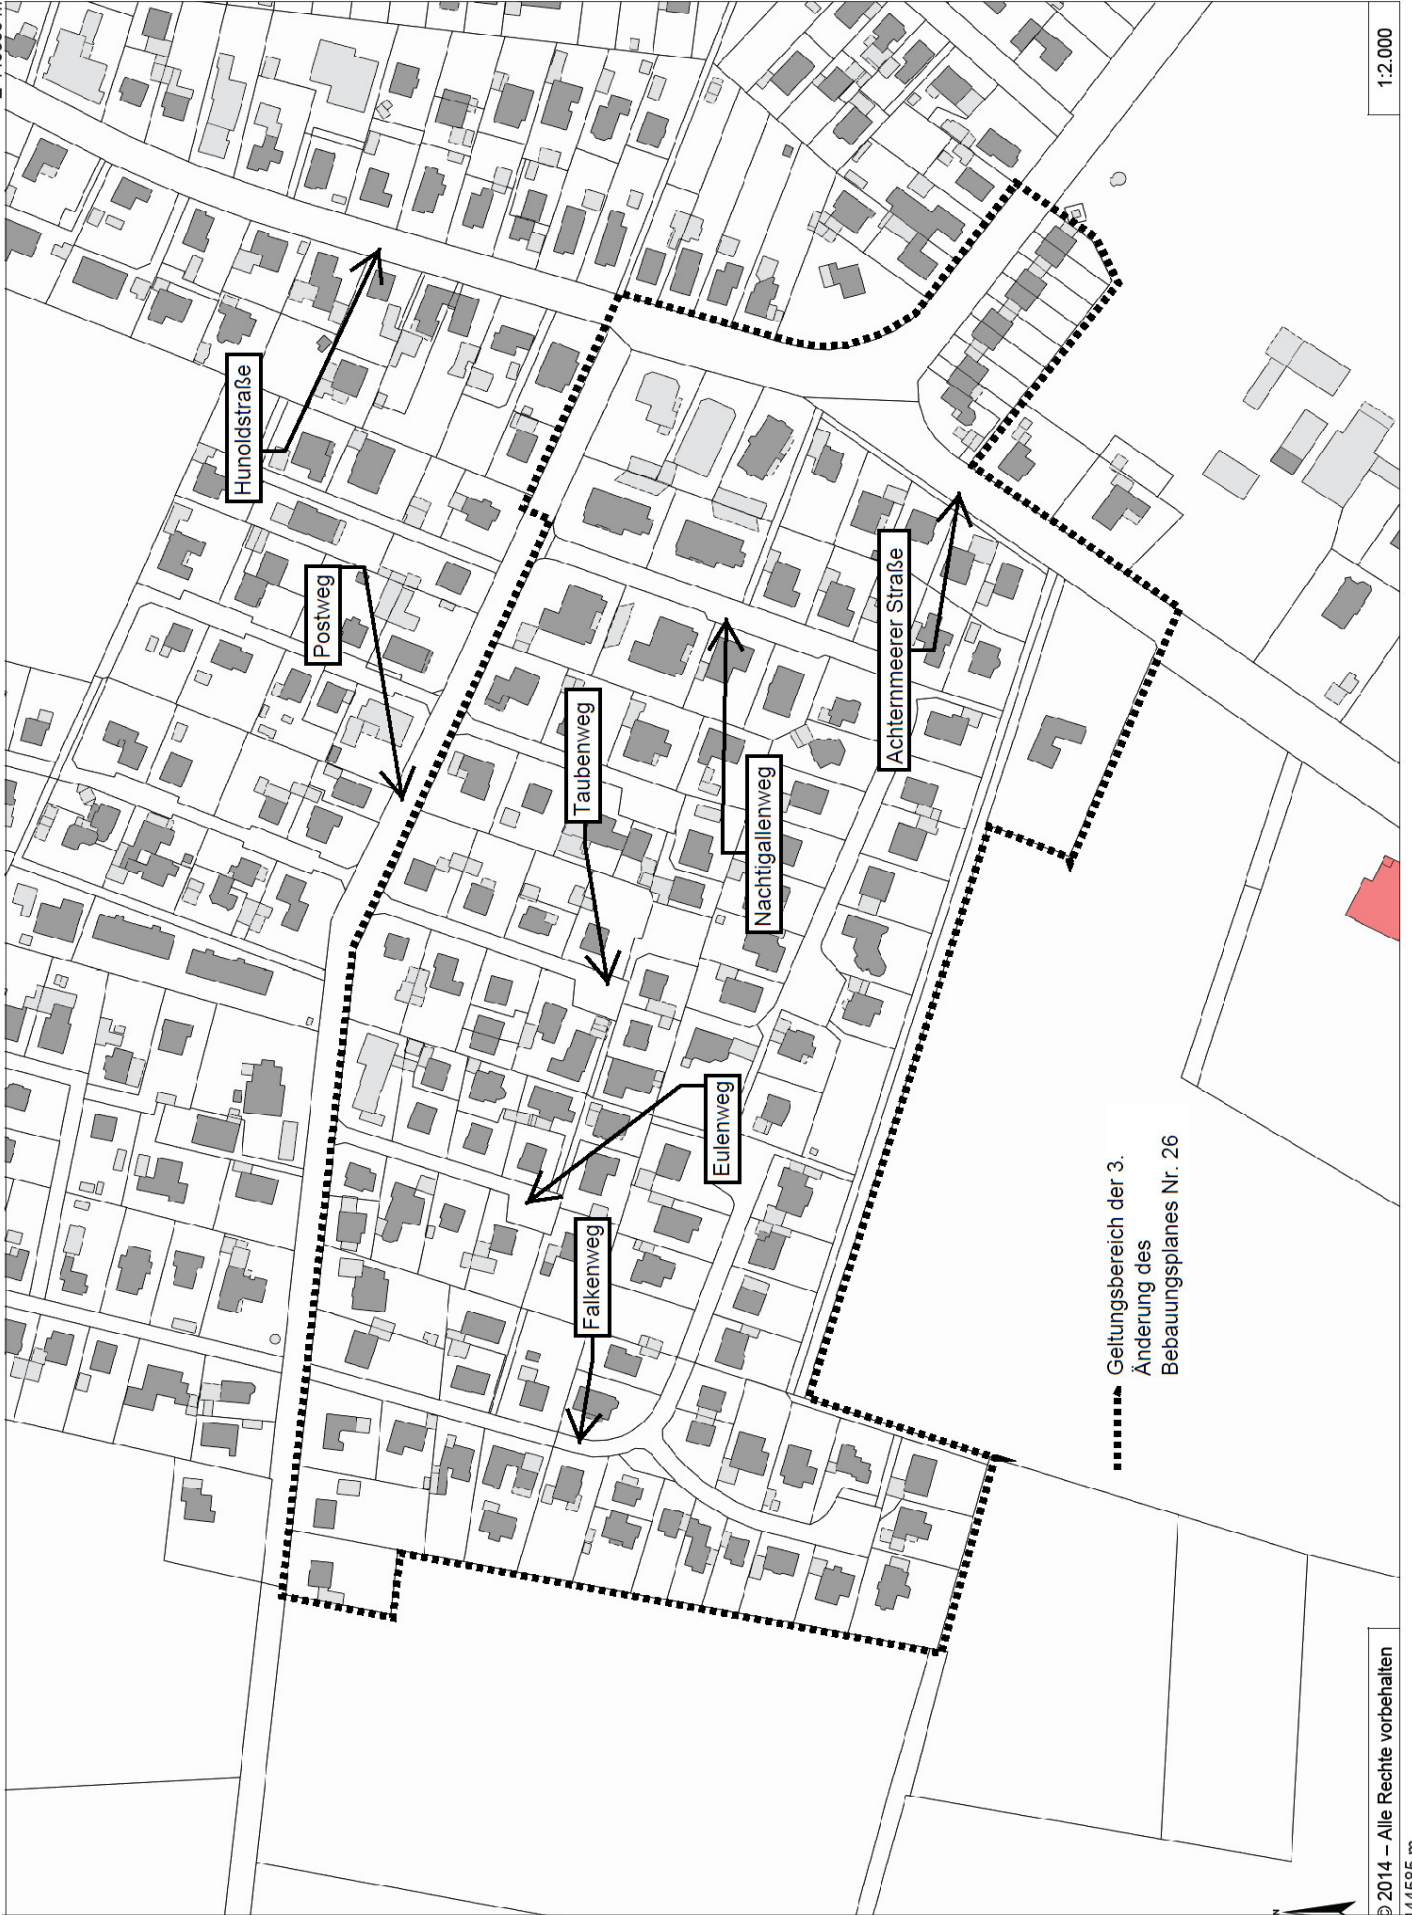 1:2.000
Hunoldstraße
Postweg
Taubenweg
Nachtigallenweg
Achternmeerer Straße
Eulenweg
Falkenweg
Geltungsbereich der 3.
Änderung des
Bebauungsplanes Nr. 26
© 2014 – Alle Rechte vorbehalten
N